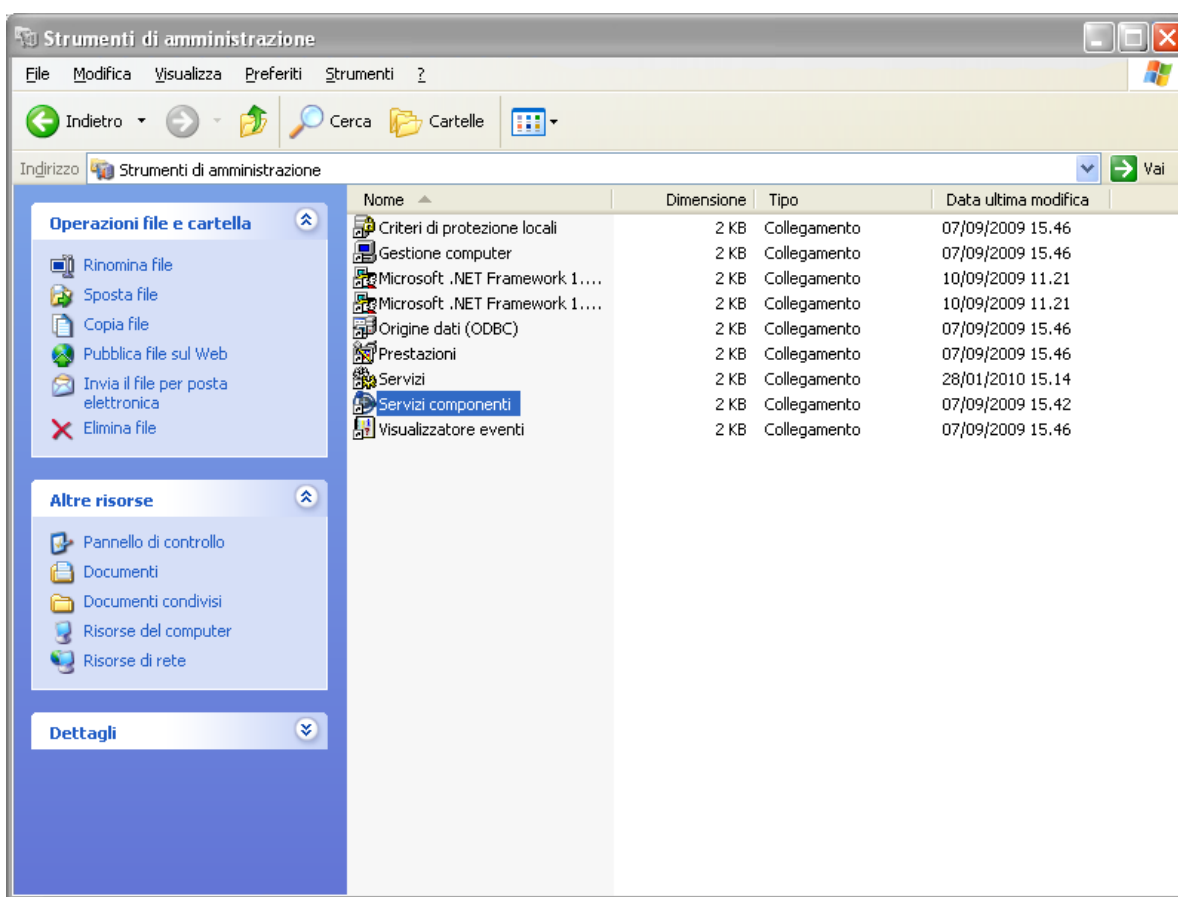 Strumenti di amministrazione
File Modifica Visualizza Preferiti Strumenti ?
Indietro Cerca Cartelle
Indirizzo Strumenti di amministrazione Vai
Operazioni file e cartella
Rinomina file
Sposta file
Copia file
Pubblica file sul Web
Invia il file per posta
elettronica
Elimina file
Altre risorse
Pannello di controllo
Documenti
Documenti condivisi
Risorse del computer
Risorse di rete
Dettagli
Nome Dimensione Tipo Data ultima modifica
Criteri di protezione locali 2 KB Collegamento 07/09/2009 15.46
Gestione computer 2 KB Collegamento 07/09/2009 15.46
Microsoft .NET Framework 1.... 2 KB Collegamento 10/09/2009 11.21
Microsoft .NET Framework 1.... 2 KB Collegamento 10/09/2009 11.21
Origine dati (ODBC) 2 KB Collegamento 07/09/2009 15.46
Prestazioni 2 KB Collegamento 07/09/2009 15.46
Servizi 2 KB Collegamento 28/01/2010 15.14
Servizi componenti 2 KB Collegamento 07/09/2009 15.42
Visualizzatore eventi 2 KB Collegamento 07/09/2009 15.46